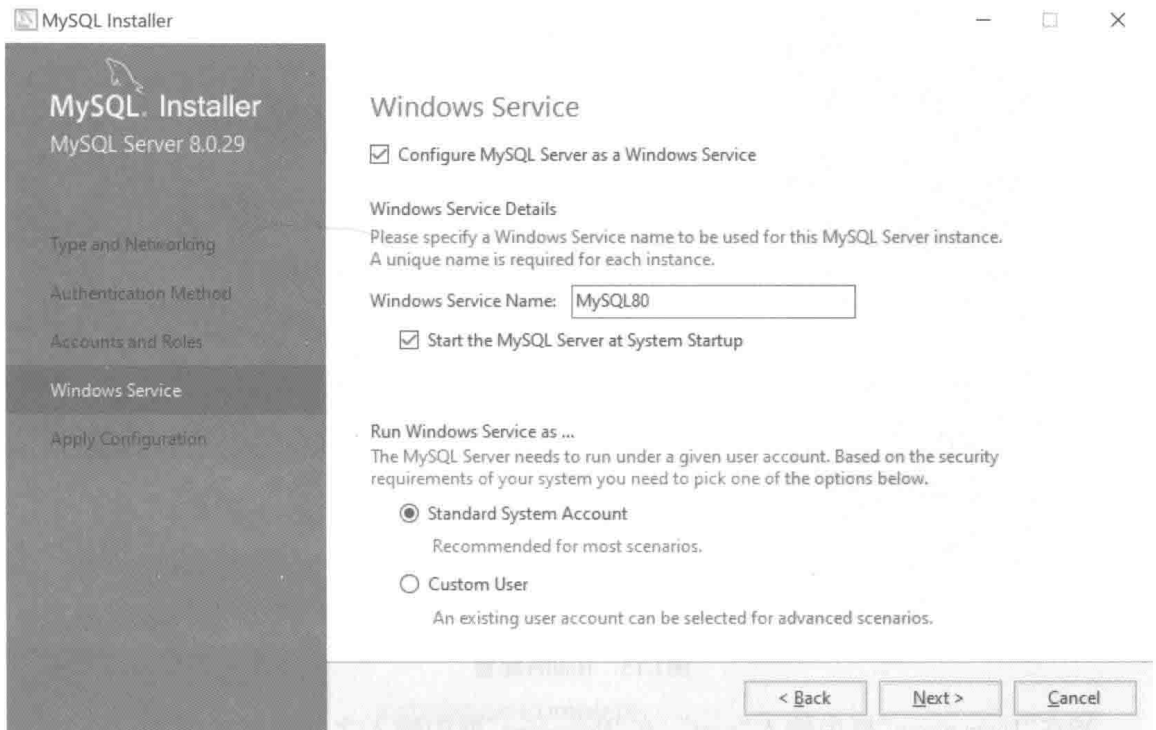 MySQL Installer
MySQL. Installer
MySQL Server 8.0.29
Type and Networking
Authentication Method
Accounts and Roles
Windows Service
Apply Configuration
Windows Service
Configure MySQL Server as a Windows Service
Windows Service Details
Please specify a Windows Service name to be used for this MySQL Server instance.
A unique name is required for each instance.
Windows Service Name: MySQL80
Start the MySQL Server at System Startup
Run Windows Service as ...
The MySQL Server needs to run under a given user account. Based on the security
requirements of your system you need to pick one of the options below.
Standard System Account
Recommended for most scenarios.
Custom User
An existing user account can be selected for advanced scenarios.
< Back Next > Cancel